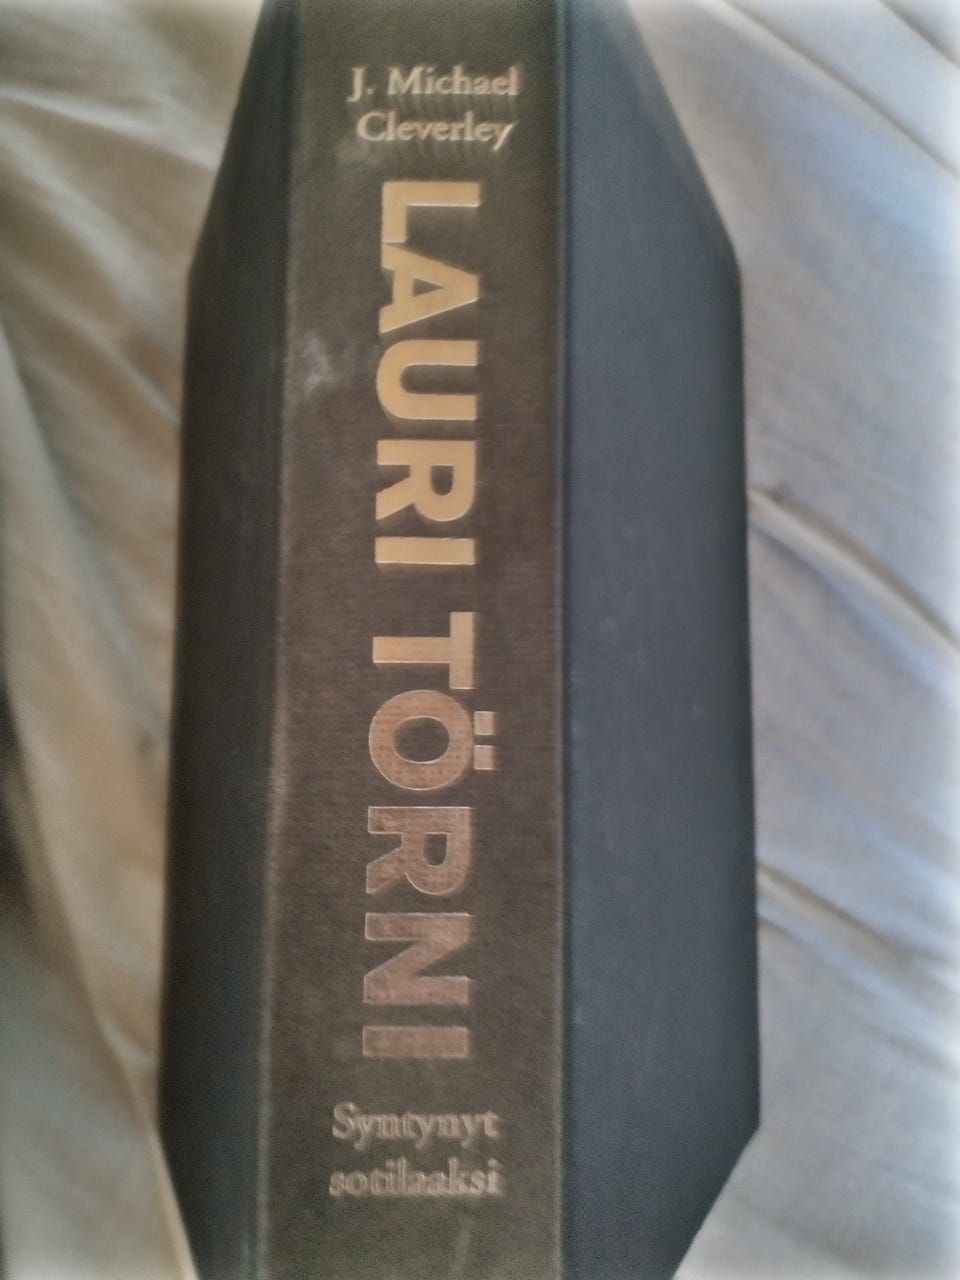 J. Michael
Cleverley
LAURI TÖRNI
Syntynyt
sotilaaksi